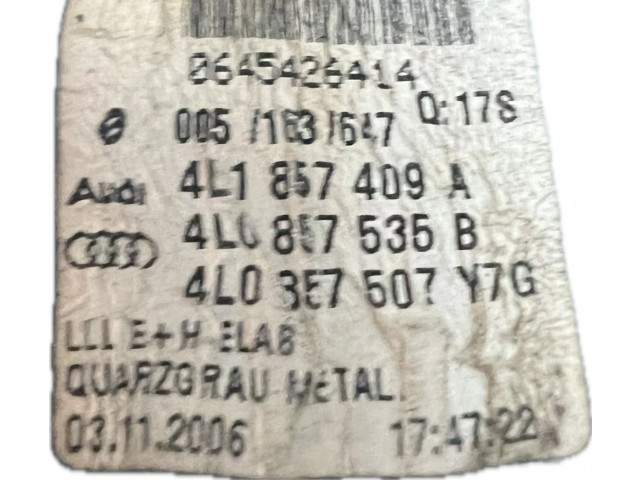 0645426414
005 /163/647 Q:17S
Audi 4L1 857 409 A
4L0 857 535 B
4L0 857 507 Y7G
E+H ELAB
QUARZGRAU METAL.
03.11.2006 17:47:22